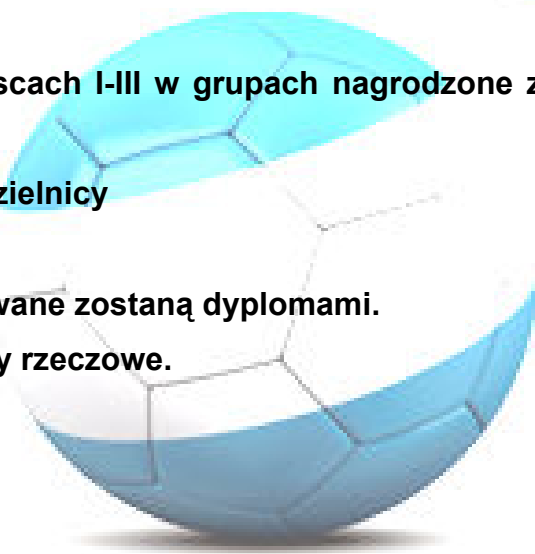 scach I-III w grupach nagrodzone z
zielnicy
wane zostaną dyplomami.
y rzeczowe.